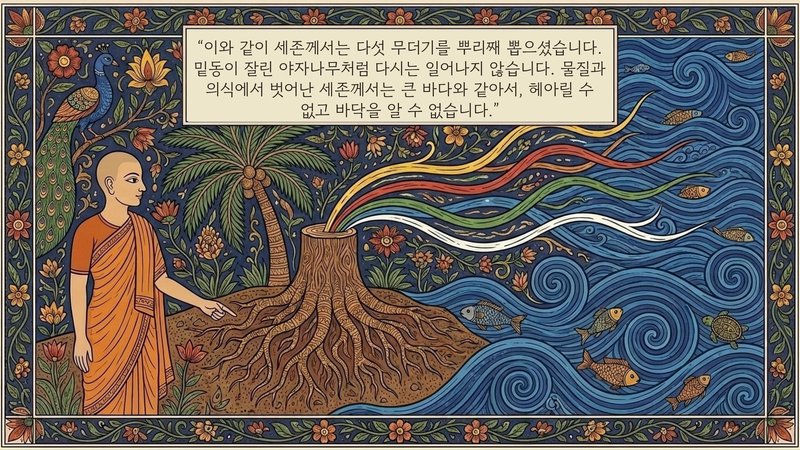 “이와 같이 세존께서는 다섯 무더기를 뿌리째 뽑으셨습니다.
밑동이 잘린 야자나무처럼 다시는 일어나지 않습니다. 물질과
의식에서 벗어난 세존께서는 큰 바다와 같아서, 헤아릴 수
없고 바닥을 알 수 없습니다.”